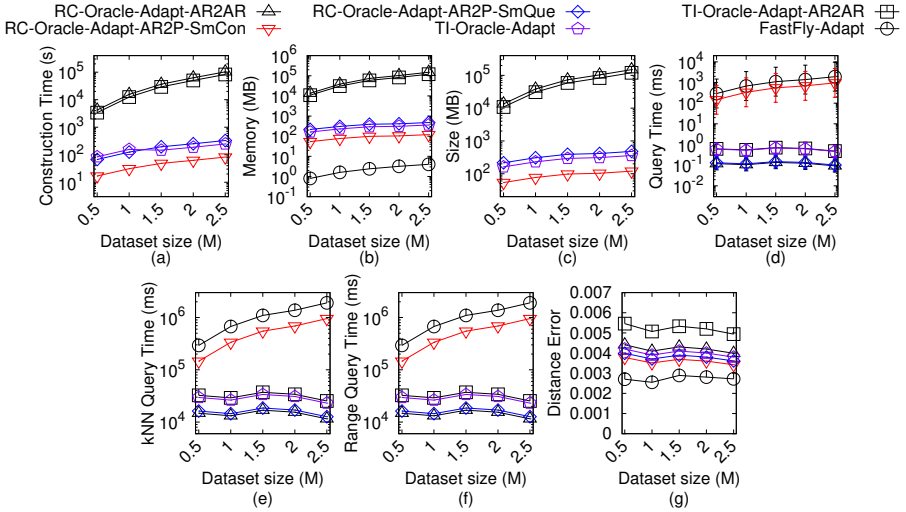 RC-Oracle-Adapt-AR2AR RC-Oracle-Adapt-AR2P-SmQue TI-Oracle-Adapt-AR2AR
RC-Oracle-Adapt-AR2P-SmCon TI-Oracle-Adapt FastFly-Adapt
Construction Time (s)
10^5
10^4
10^3
10^2
10^1
0.5 1 1.5 2 2.5
Dataset size (M)
(a)
Memory (MB)
10^6
10^5
10^4
10^3
10^2
10^1
10^0
10^-1
0.5 1 1.5 2 2.5
Dataset size (M)
(b)
Size (MB)
10^5
10^4
10^3
10^2
0.5 1 1.5 2 2.5
Dataset size (M)
(c)
Query Time (ms)
10^4
10^3
10^2
10^1
10^0
10^-1
10^-2
0.5 1 1.5 2 2.5
Dataset size (M)
(d)
kNN Query Time (ms)
10^6
10^5
10^4
0.5 1 1.5 2 2.5
Dataset size (M)
(e)
Range Query Time (ms)
10^6
10^5
10^4
0.5 1 1.5 2 2.5
Dataset size (M)
(f)
Distance Error
0.007
0.006
0.005
0.004
0.003
0.002
0.001
0
0.5 1 1.5 2 2.5
Dataset size (M)
(g)